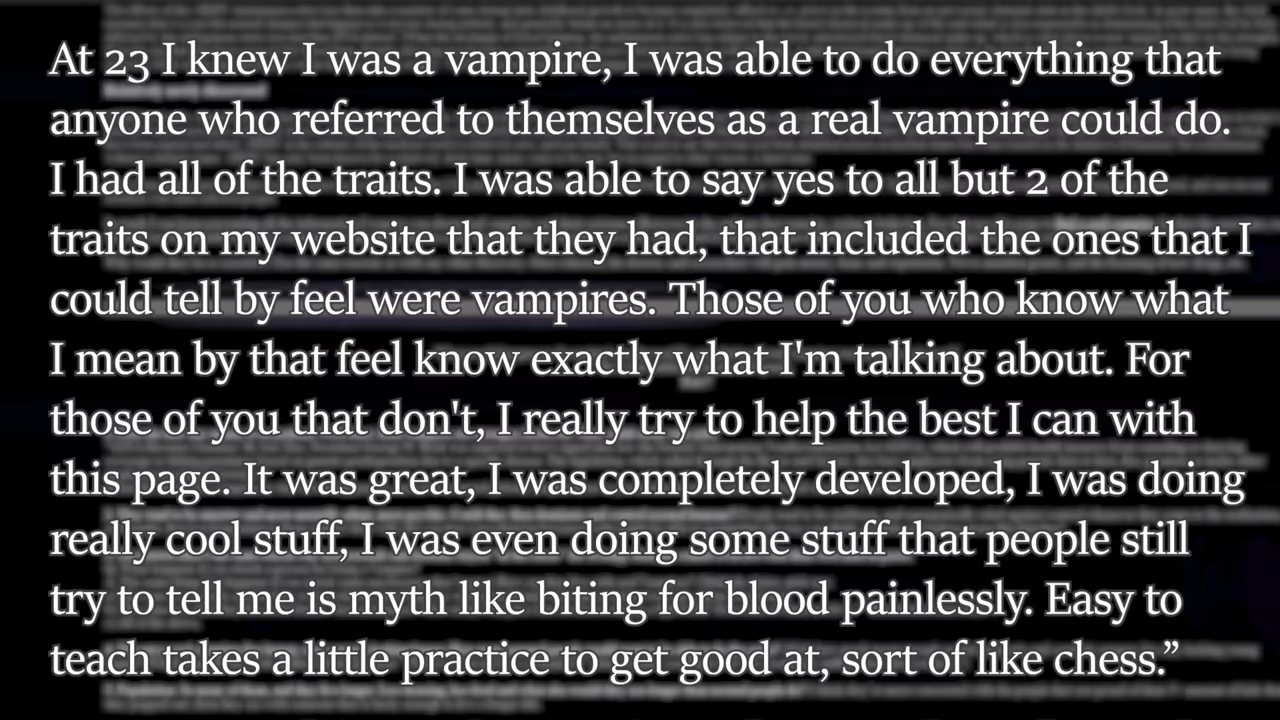 At 23 I knew I was a vampire, I was able to do everything that
anyone who referred to themselves as a real vampire could do.
I had all of the traits. I was able to say yes to all but 2 of the
traits on my website that they had, that included the ones that I
could tell by feel were vampires. Those of you who know what
I mean by that feel know exactly what I'm talking about. For
those of you that don't, I really try to help the best I can with
this page. It was great, I was completely developed, I was doing
really cool stuff, I was even doing some stuff that people still
try to tell me is myth like biting for blood painlessly. Easy to
teach takes a little practice to get good at, sort of like chess.”